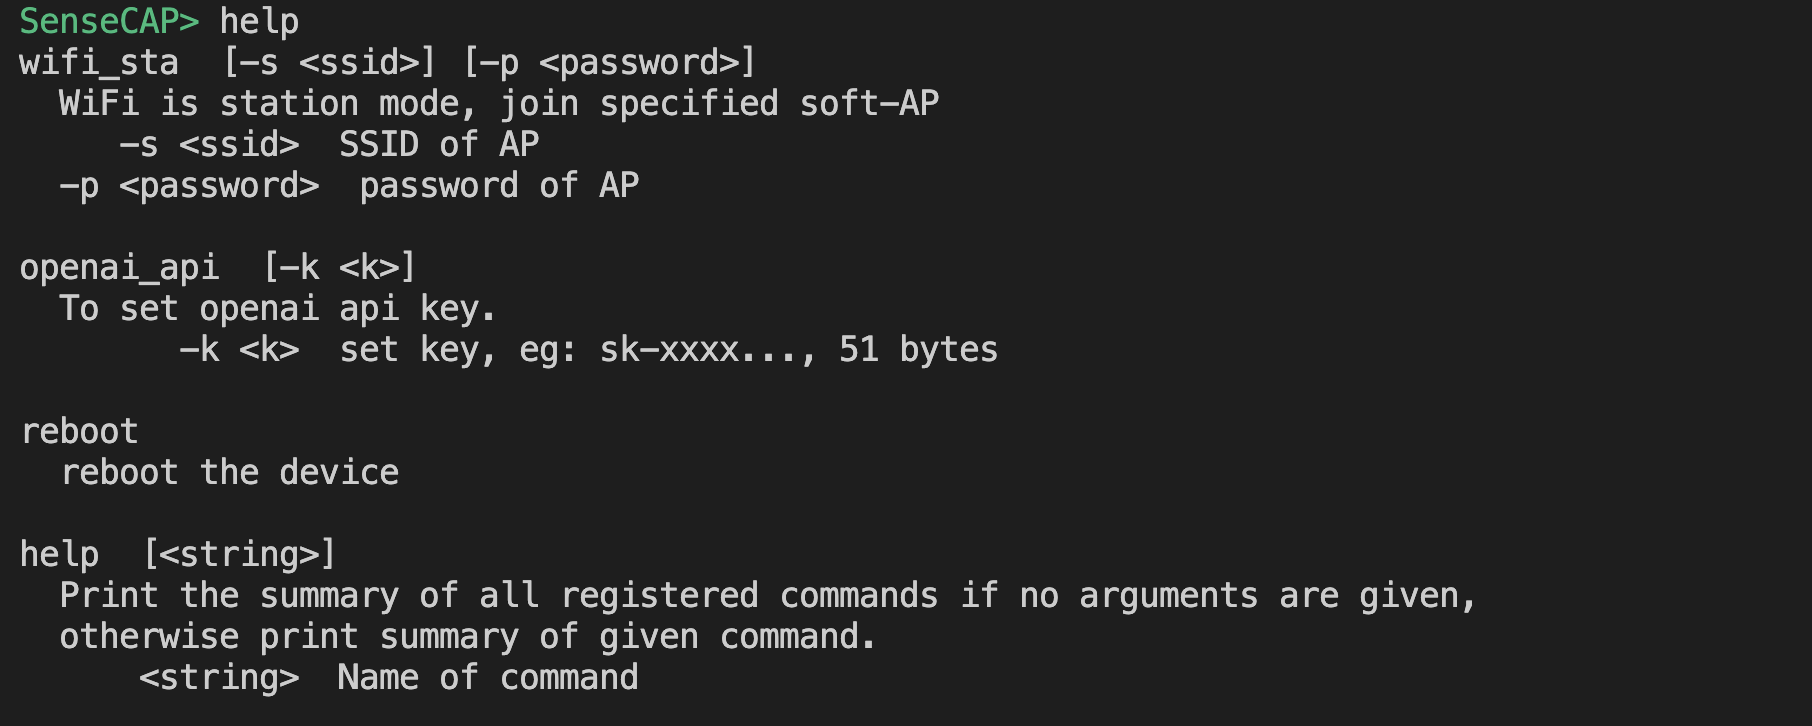 SenseCAP> help
wifi_sta  [-s <ssid>] [-p <password>]
  WiFi is station mode, join specified soft-AP
     -s <ssid>  SSID of AP
  -p <password>  password of AP

openai_api  [-k <k>]
  To set openai api key.
        -k <k>  set key, eg: sk-xxxx..., 51 bytes

reboot
  reboot the device

help  [<string>]
  Print the summary of all registered commands if no arguments are given,
  otherwise print summary of given command.
      <string>  Name of command